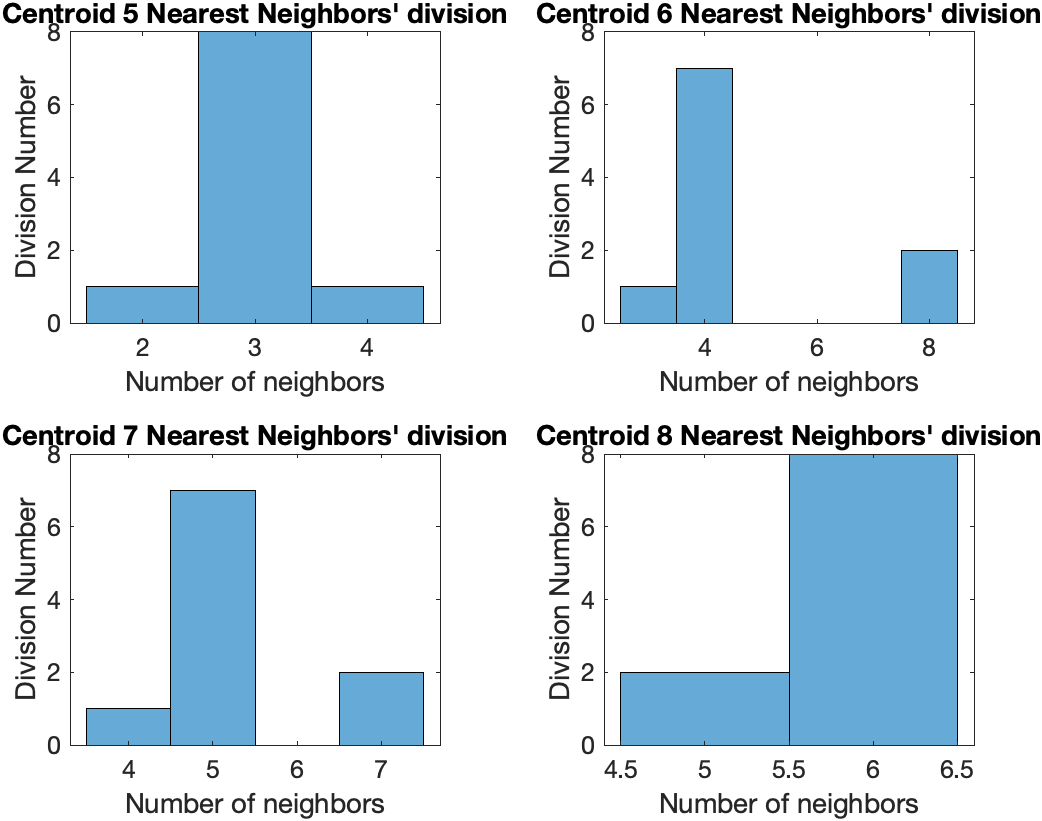 Centroid 5 Nearest Neighbors' division
8
6
4
2
0
Division Number
2 3 4
Number of neighbors
Centroid 6 Nearest Neighbors' division
8
6
4
2
0
Division Number
4 6 8
Number of neighbors
Centroid 7 Nearest Neighbors' division
8
6
4
2
0
Division Number
4 5 6 7
Number of neighbors
Centroid 8 Nearest Neighbors' division
8
6
4
2
0
Division Number
4.5 5 5.5 6 6.5
Number of neighbors